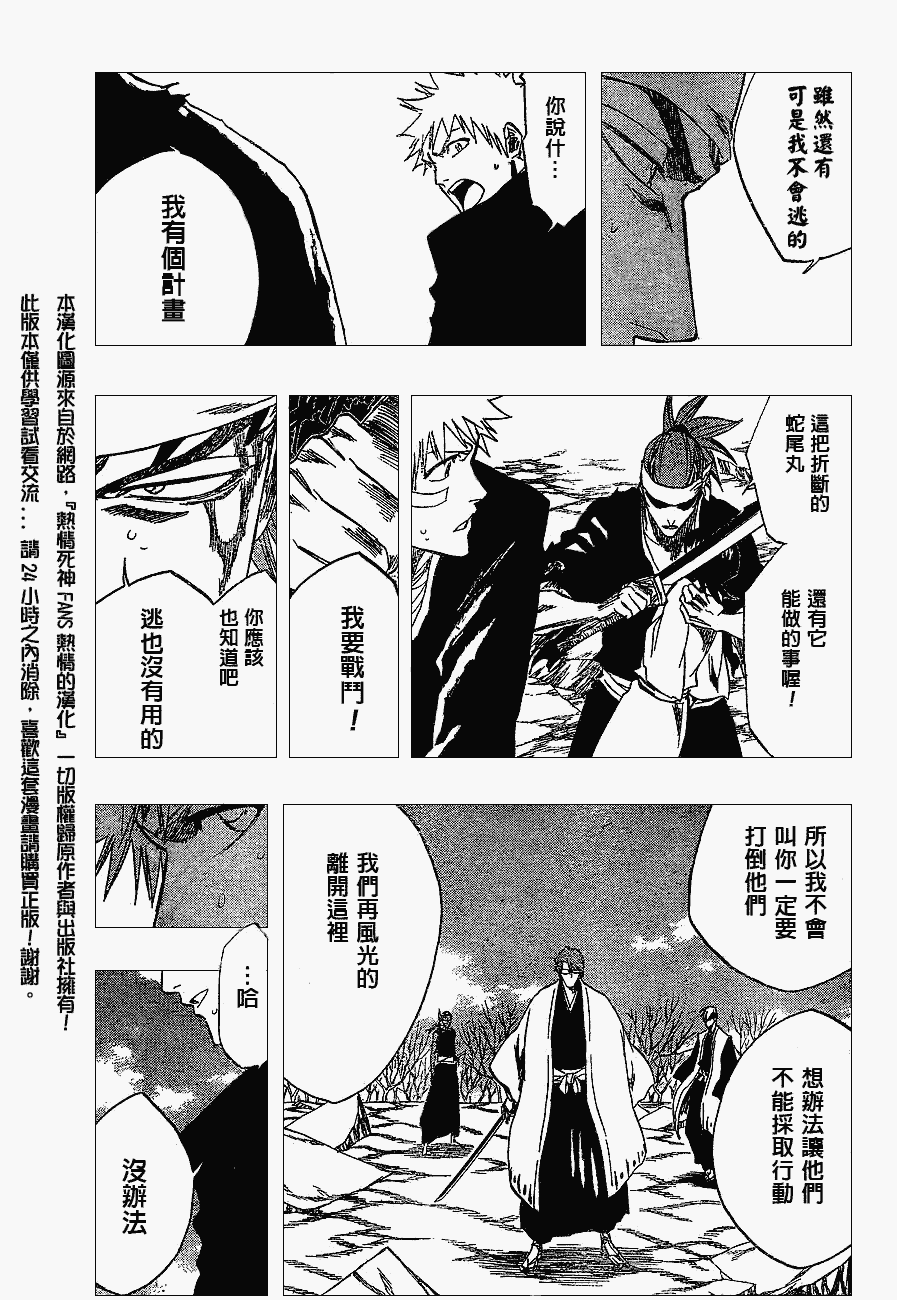 雖然還有
可是我不會逃的
你說什…
我有個計畫
這把折斷的
蛇尾丸
還有它
能做的事喔！
我要戰鬥！
你應該
也知道吧
逃也沒有用的
所以我不會
叫你一定要
打倒他們
想辦法讓他們
不能採取行動
我們再風光的
離開這裡
…哈
沒辦法
本漢化圖源來自於網路，『熱情死神 FANS 熱情的漢化』一切版權歸原作者與出版社擁有！
此版本僅供學習試看交流... 請 24 小時之內消除，喜歡這套漫畫請購買正版！謝謝。